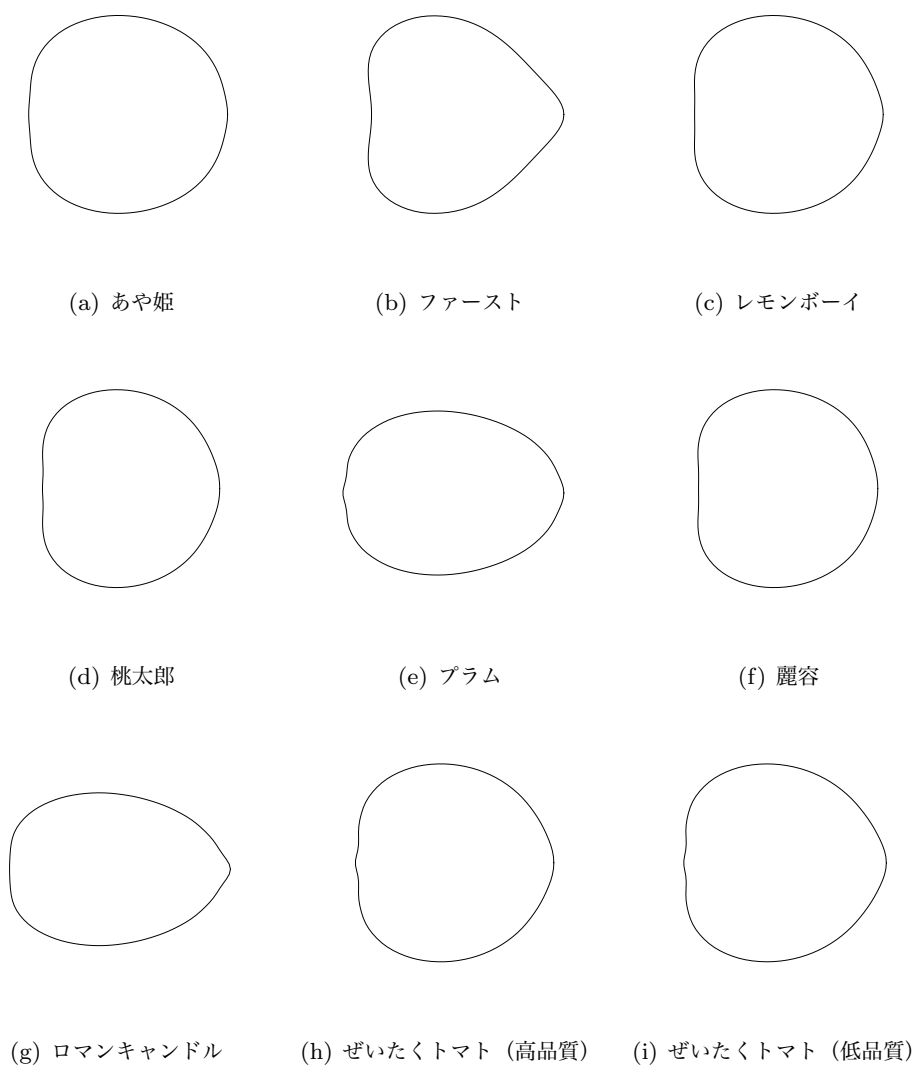 (a) あや姫
(b) ファースト
(c) レモンボーイ
(d) 桃太郎
(e) プラム
(f) 麗容
(g) ロマンキャンドル
(h) ぜいたくトマト（高品質）
(i) ぜいたくトマト（低品質）